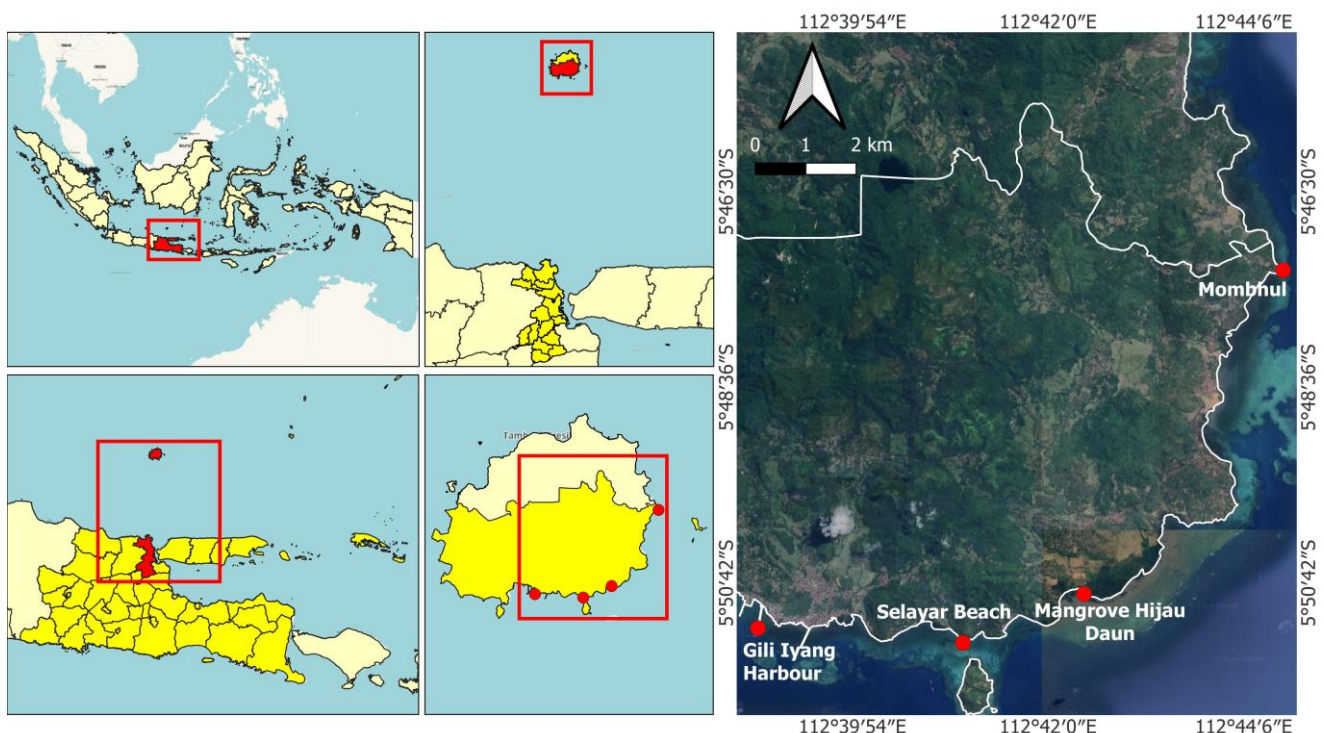 112°39′54″E 112°42′0″E 112°44′6″E
0 1 2 km
5°46′30″S
5°46′30″S
Mombhul
5°48′36″S
5°48′36″S
5°50′42″S
5°50′42″S
Selayar Beach
Mangrove Hijau
Daun
Gili Iyang
Harbour
112°39′54″E 112°42′0″E 112°44′6″E